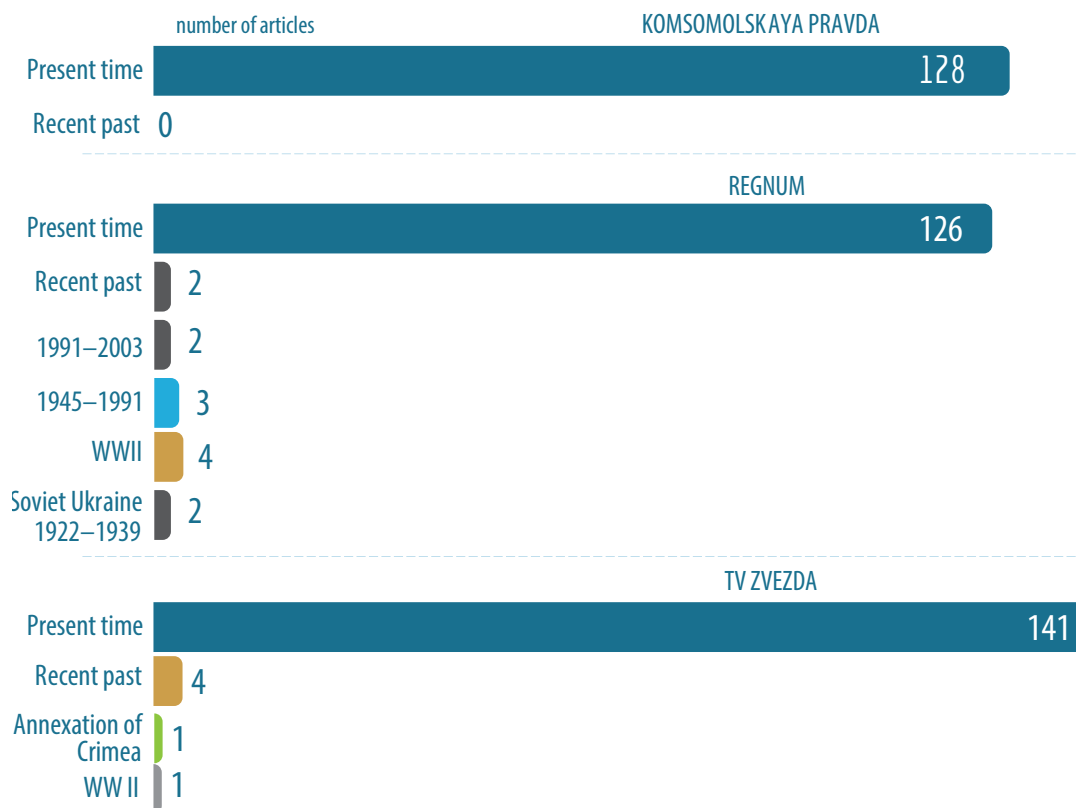 number of articles
KOMSOMOLSKAYA PRAVDA
Present time 128
Recent past 0
REGNUM
Present time 126
Recent past 2
1991–2003 2
1945–1991 3
WWII 4
Soviet Ukraine
1922–1939 2
TV ZVEZDA
Present time 141
Recent past 4
Annexation of
Crimea 1
WW II 1